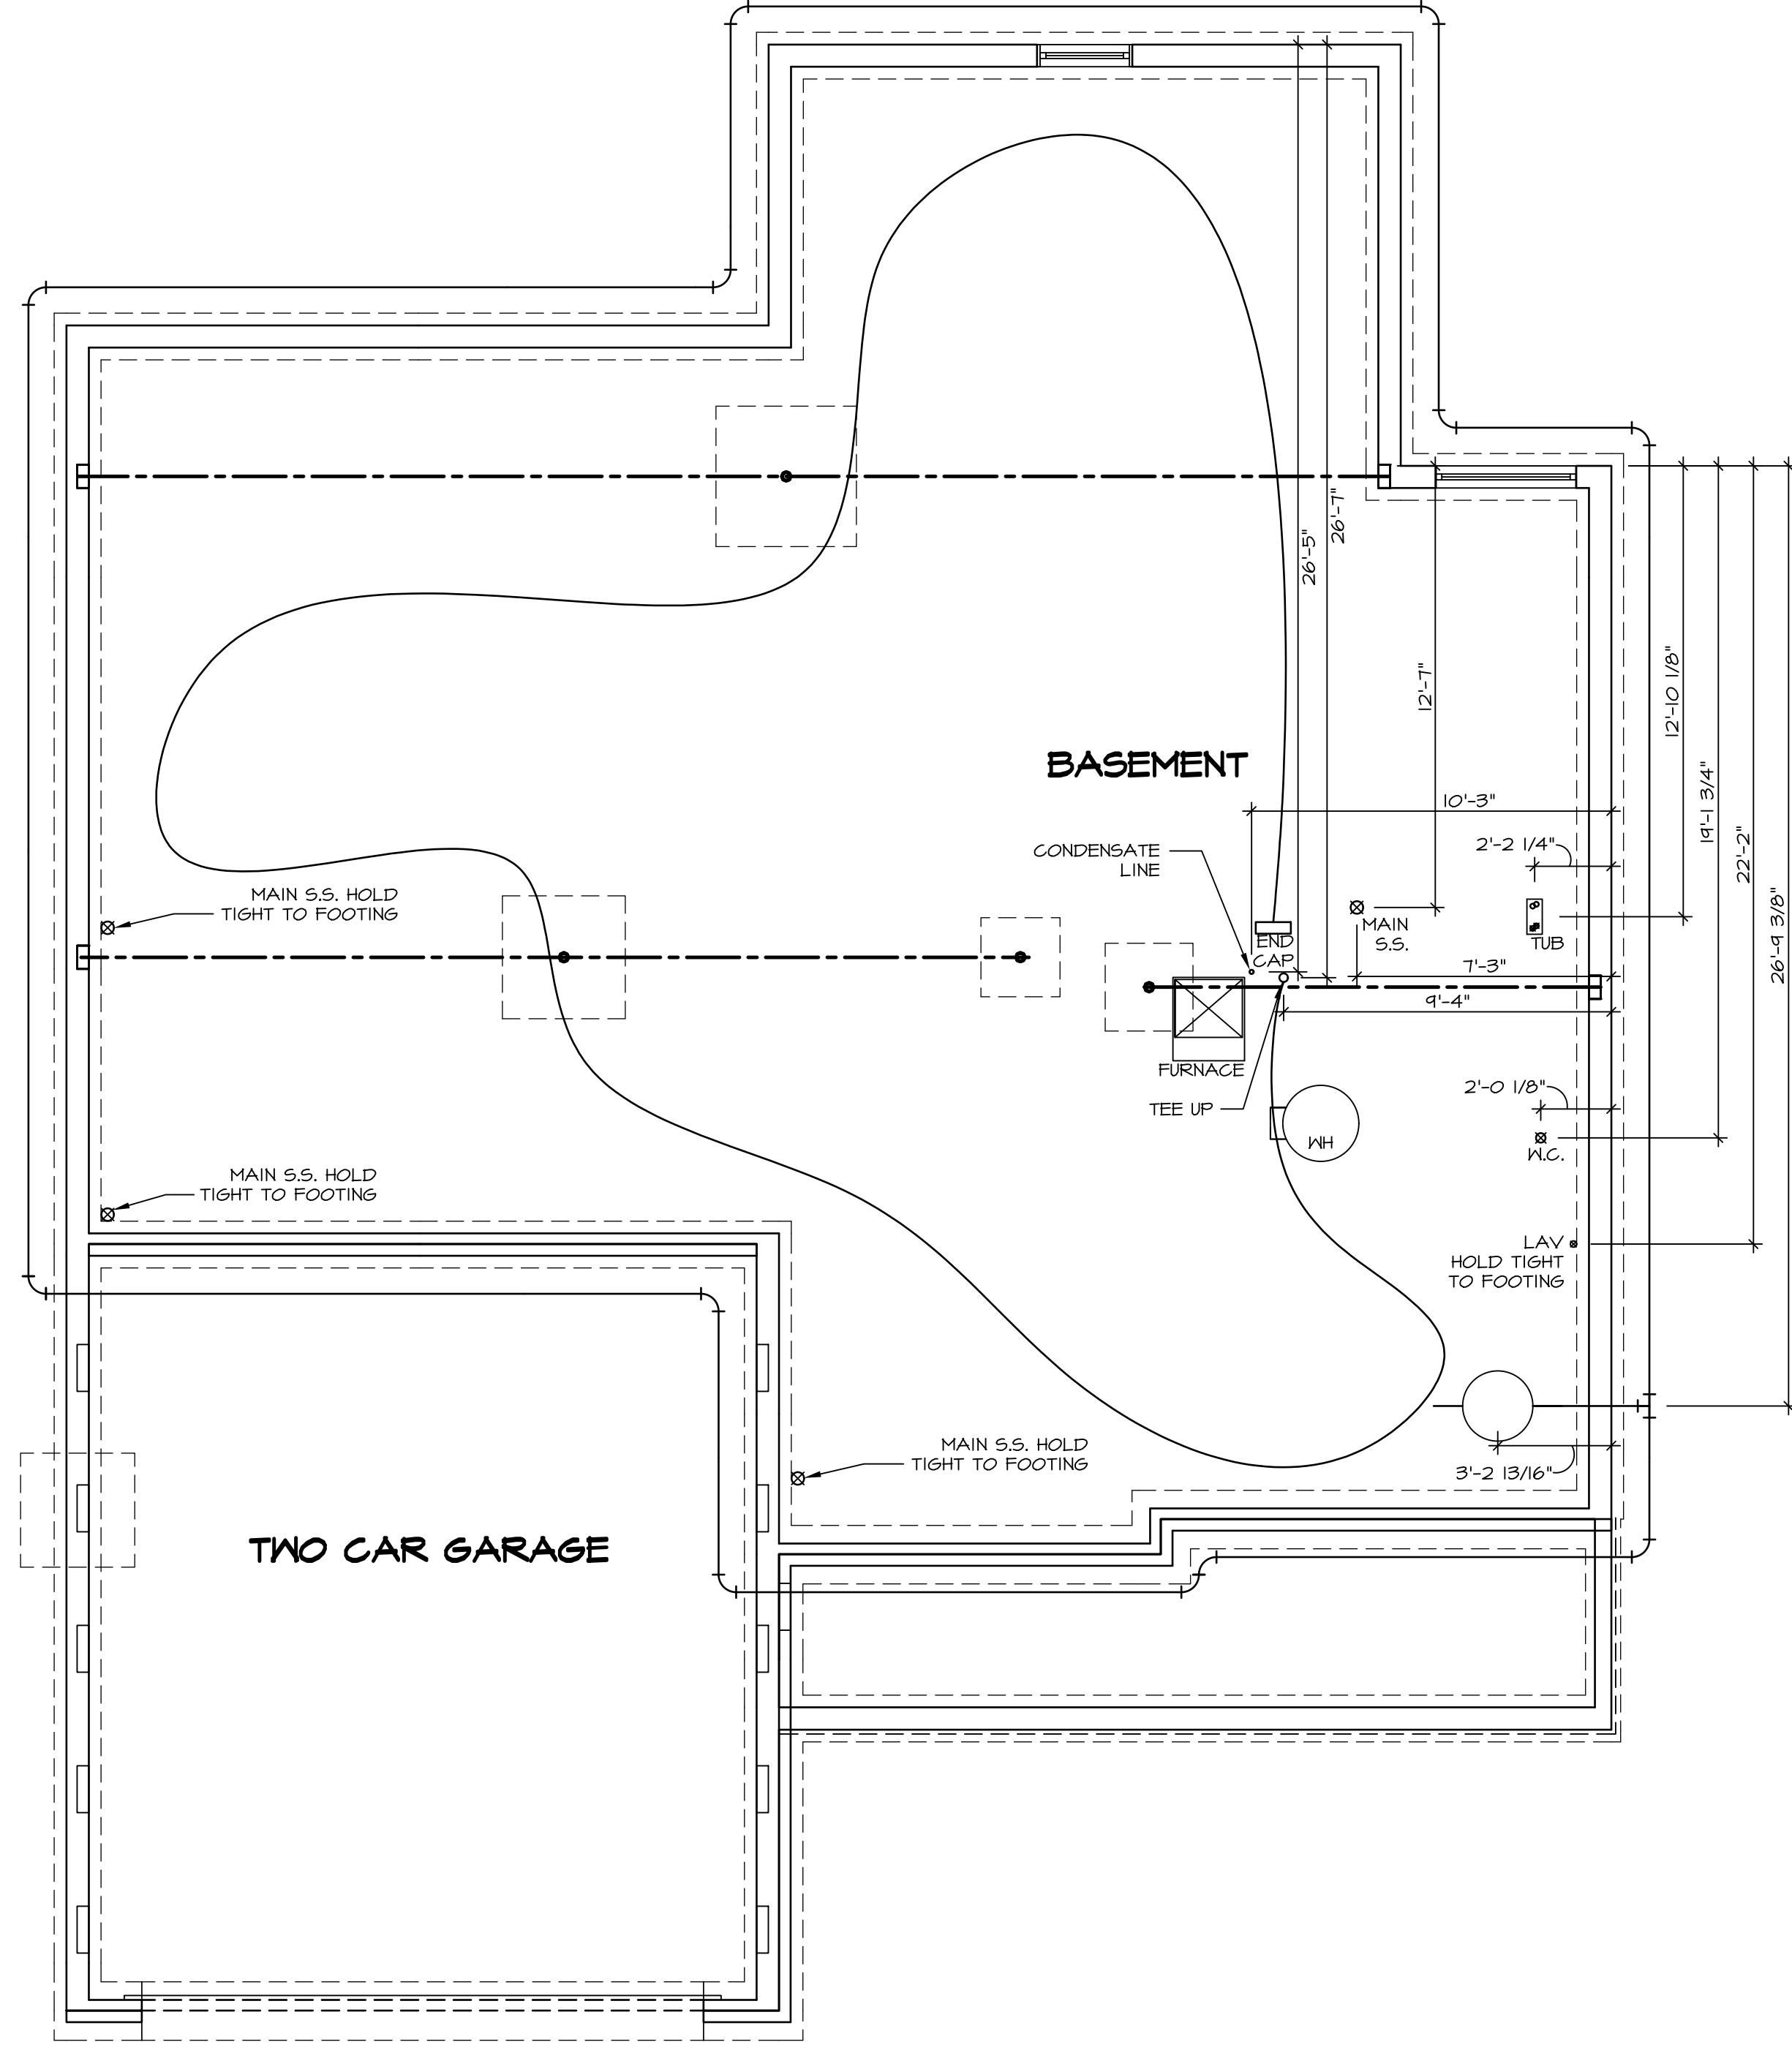 26'-7"
26'-5"
12'-7"
12'-10 1/8"
19'-1 3/4"
22'-2"
26'-9 3/8"
BASEMENT
10'-3"
2'-2 1/4"
CONDENSATE
LINE
MAIN S.S. HOLD
TIGHT TO FOOTING
END
CAP
MAIN
S.S.
TUB
7'-3"
9'-4"
FURNACE
TEE UP
2'-0 1/8"
WH
W.C.
MAIN S.S. HOLD
TIGHT TO FOOTING
LAV
HOLD TIGHT
TO FOOTING
MAIN S.S. HOLD
TIGHT TO FOOTING
3'-2 13/16"
TWO CAR GARAGE